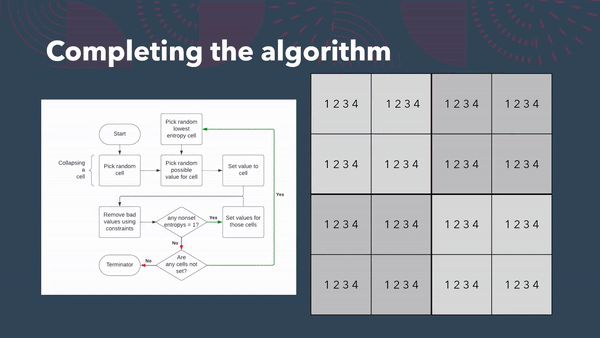 Completing the algorithm
Pick random
lowest
entropy cell
Start
Collapsing
a
cell
Pick random
cell
Pick random
possible
value for cell
Set value to
cell
Yes
Remove bad
values using
constraints
any nonset
entropys = 1?
Yes
Set values for
those cells
No
Are
any cells not
set?
No
Terminator
1 2 3 4 1 2 3 4 1 2 3 4 1 2 3 4
1 2 3 4 1 2 3 4 1 2 3 4 1 2 3 4
1 2 3 4 1 2 3 4 1 2 3 4 1 2 3 4
1 2 3 4 1 2 3 4 1 2 3 4 1 2 3 4